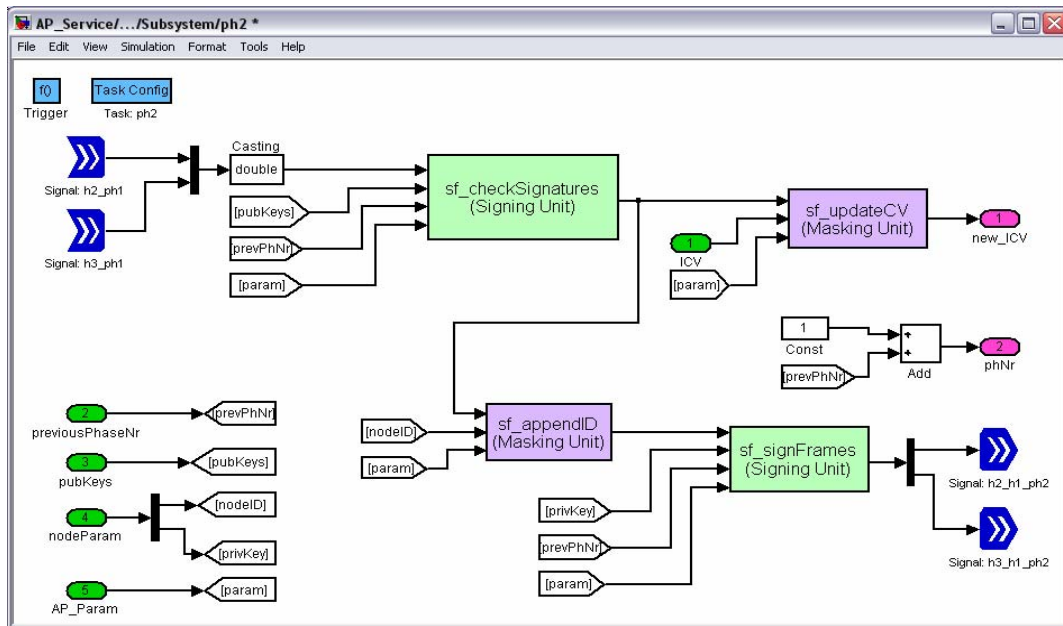 AP_Service/.../Subsystem/ph2 *
File Edit View Simulation Format Tools Help
f()
Trigger
Task Config
Task: ph2
Signal: h2_ph1
Signal: h3_ph1
Casting
double
[pubKeys]
[prevPhNr]
[param]
sf_checkSignatures
(Signing Unit)
1
ICV
[param]
sf_updateCV
(Masking Unit)
1
new_ICV
1
Const
[prevPhNr]
+
+
Add
2
phNr
2
previousPhaseNr
[prevPhNr]
3
pubKeys
[pubKeys]
4
nodeParam
[nodeID]
[privKey]
5
AP_Param
[param]
[nodeID]
[param]
sf_appendID
(Masking Unit)
[privKey]
[prevPhNr]
[param]
sf_signFrames
(Signing Unit)
Signal: h2_h1_ph2
Signal: h3_h1_ph2